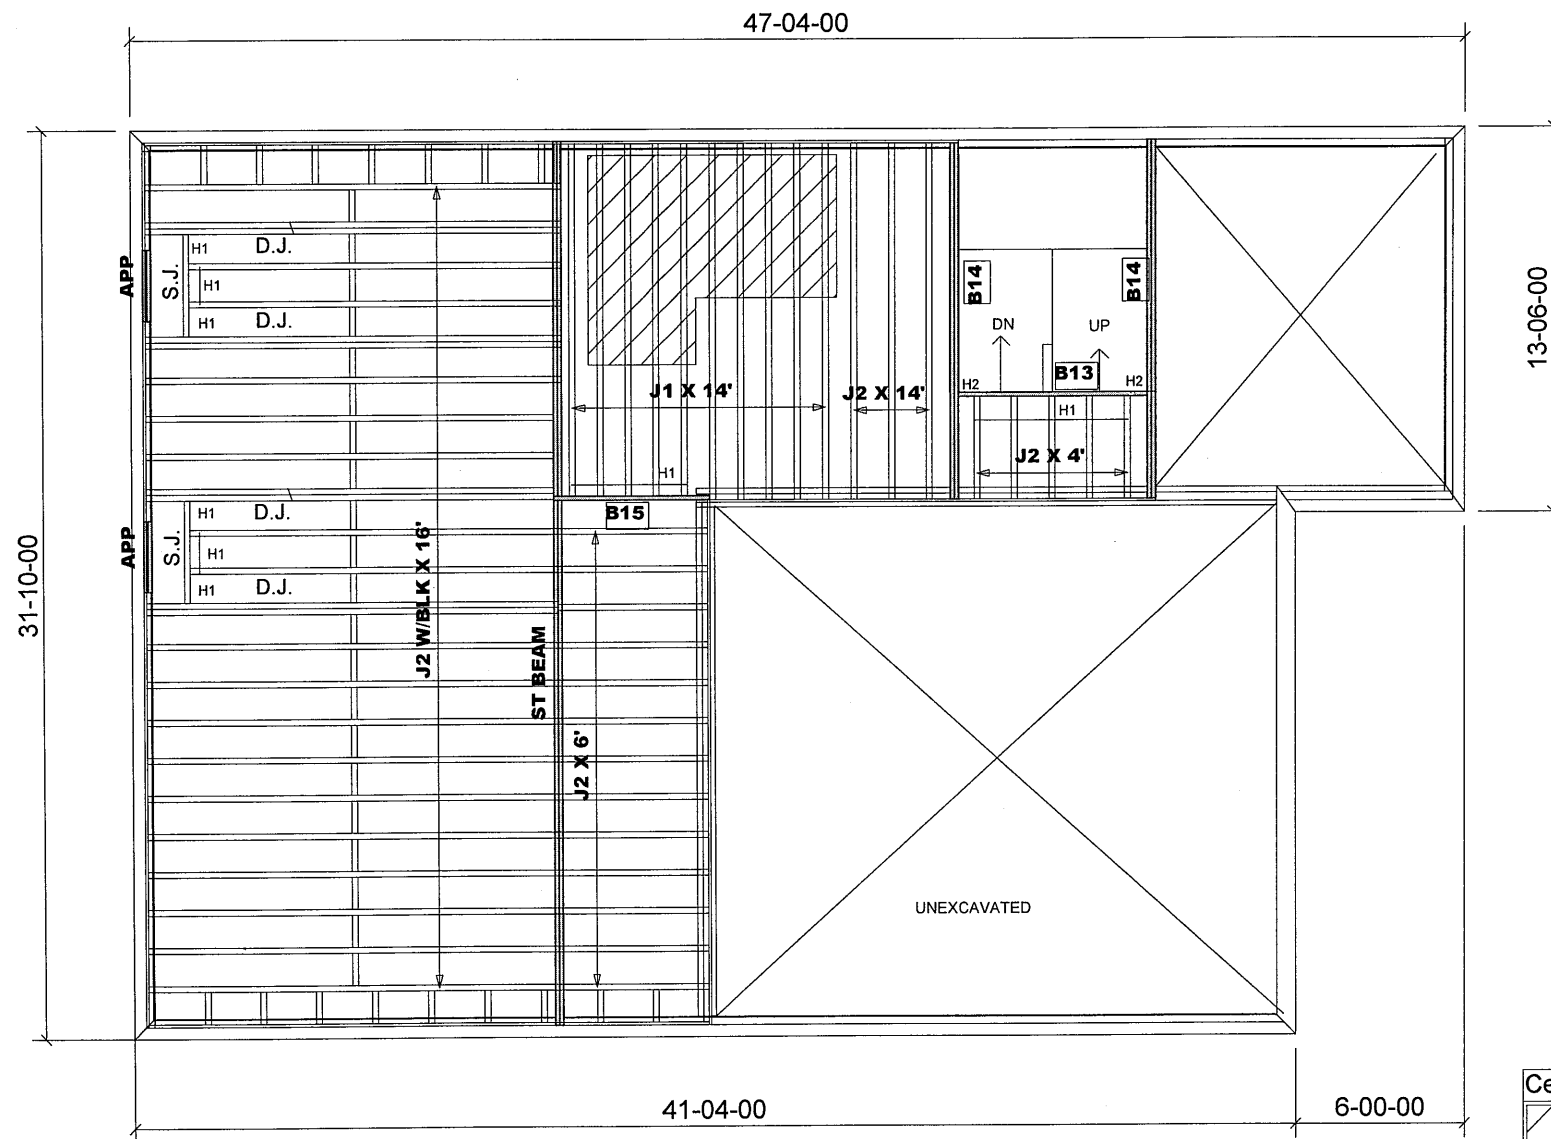 47-04-00
APP
S.J.
H1
D.J.
H1
H1
D.J.
B14
B14
DN
UP
13-06-00
J1 X 14'
J2 X 14'
H2
B13
H2
H1
J2 X 4'
H1
B15
31-10-00
APP
S.J.
H1
D.J.
H1
H1
D.J.
J2 W/BLK X 16'
ST BEAM
J2 X 6'
UNEXCAVATED
41-04-00
6-00-00
Ce